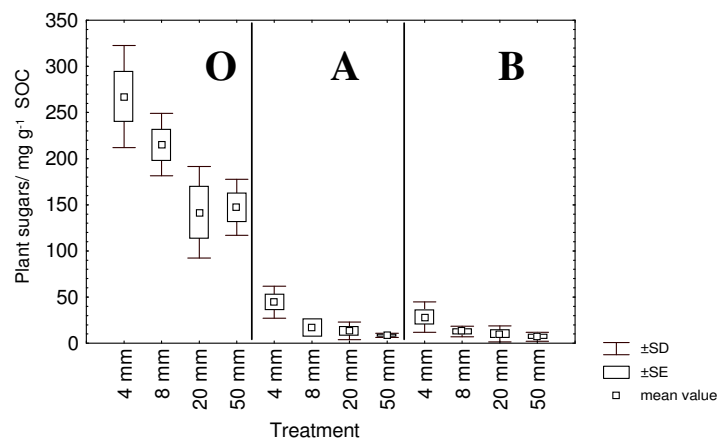 350
300
250
200
150
100
50
0
Plant sugars/ mg g⁻¹ SOC
O A B
4 mm 8 mm 20 mm 50 mm 4 mm 8 mm 20 mm 50 mm 4 mm 8 mm 20 mm 50 mm
Treatment
±SD
±SE
mean value